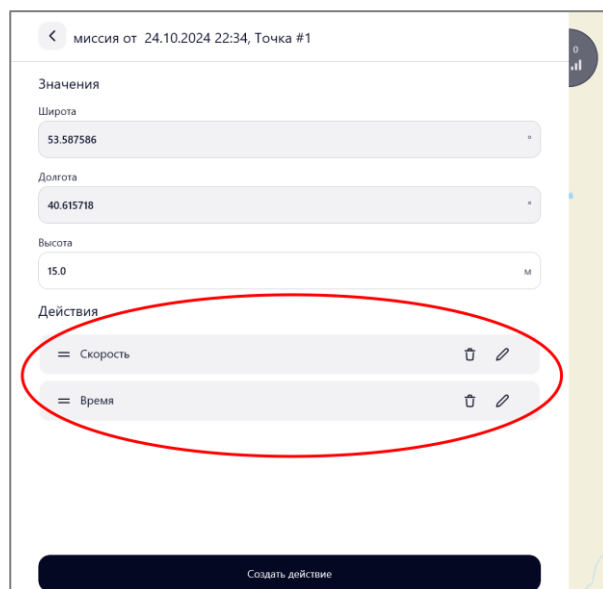 миссия от 24.10.2024 22:34, Точка #1
0
Значения
Широта
53.587586 °
Долгота
40.615718 °
Высота
15.0 м
Действия
Скорость
Время
Создать действие